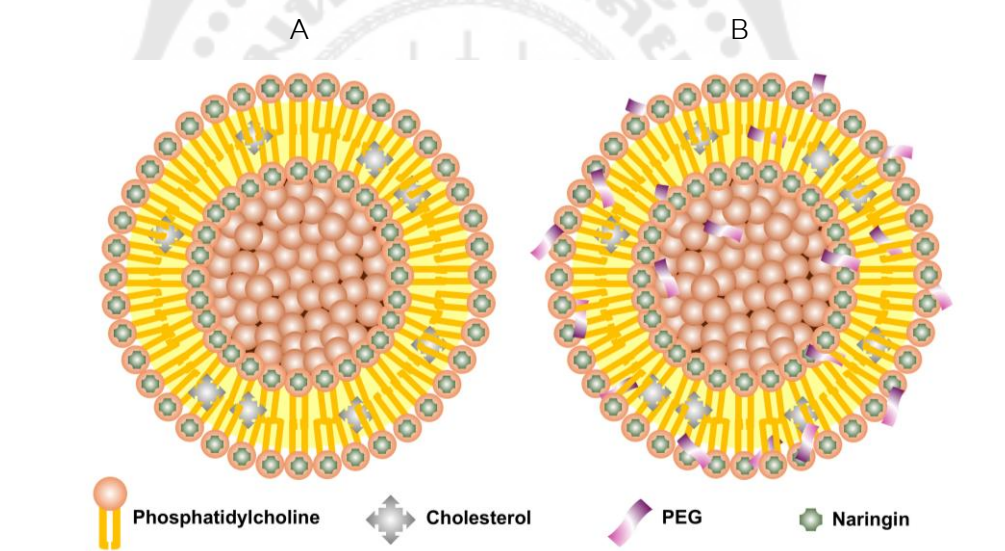 A
B
Phosphatidylcholine
Cholesterol
PEG
Naringin